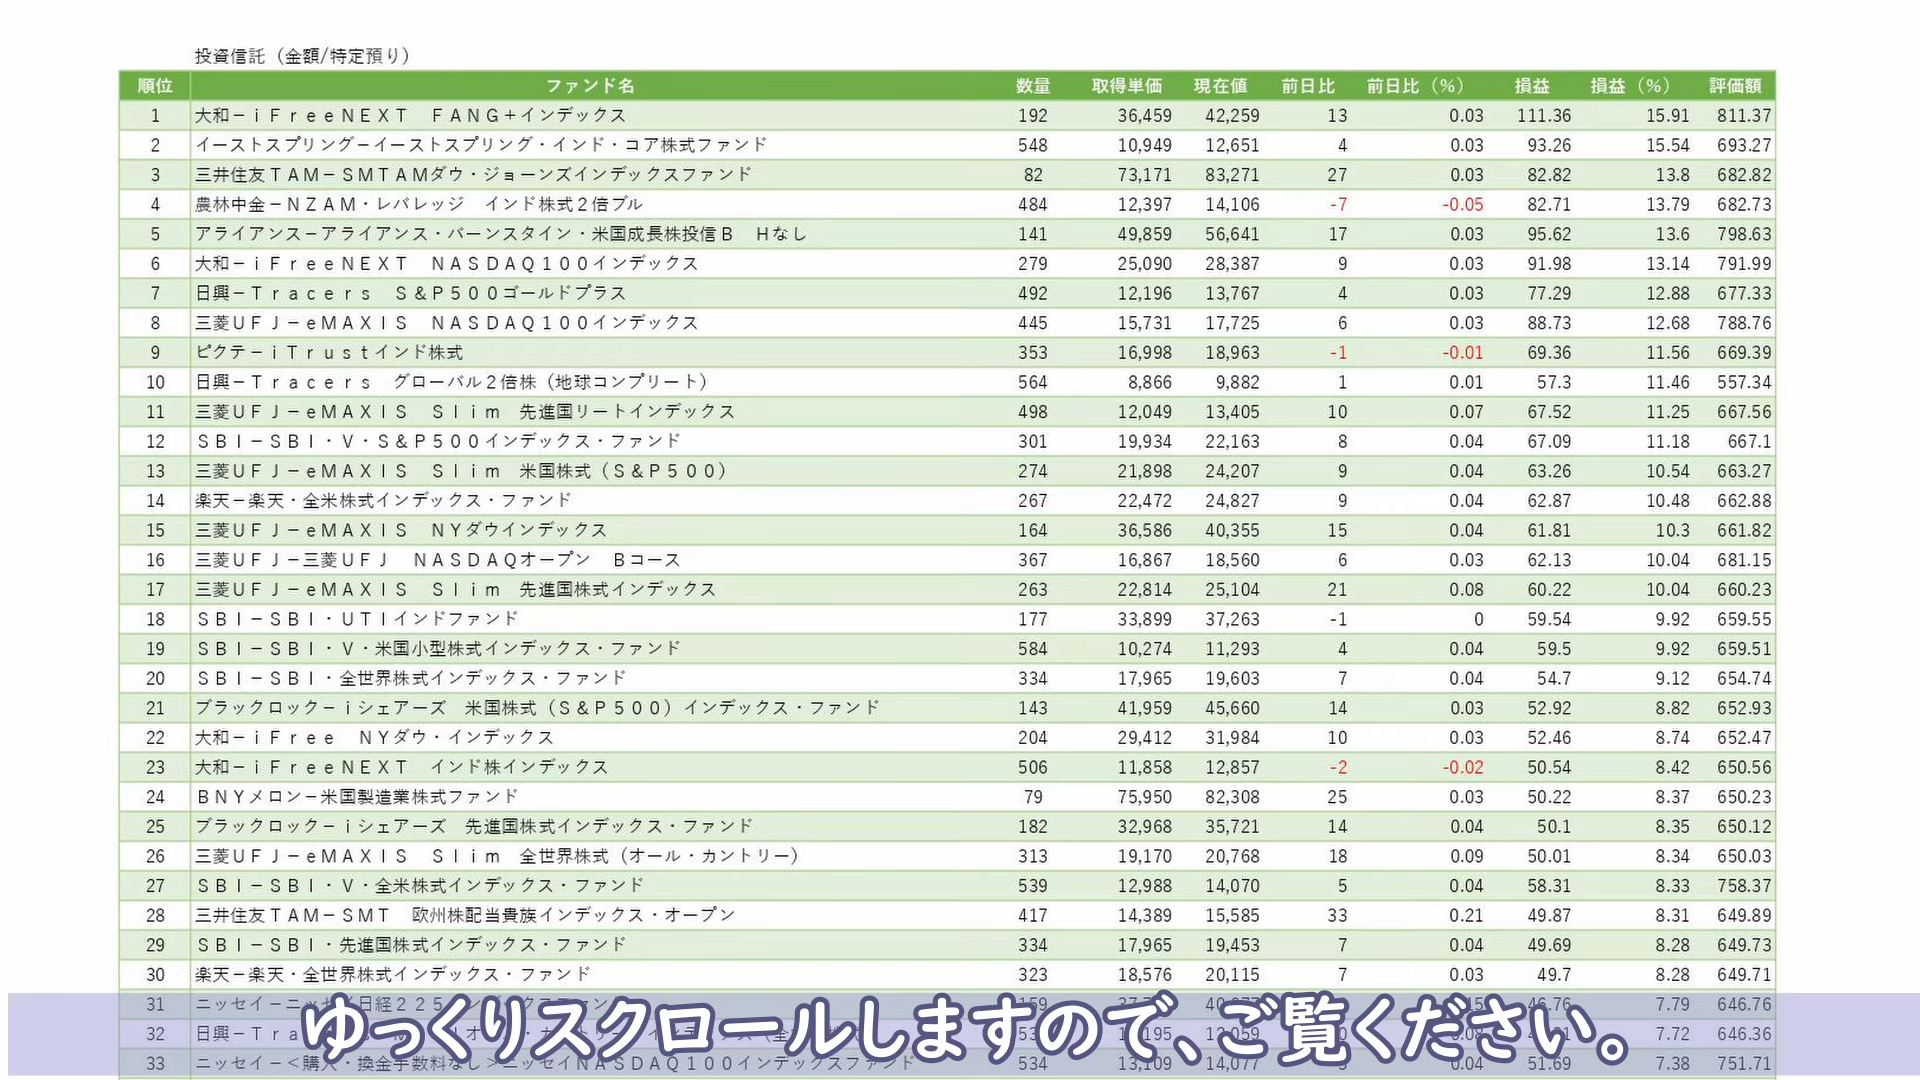 投資信託（金額/特定預り）
順位 ファンド名 数量 取得単価 現在値 前日比 前日比（%） 損益 損益（%） 評価額
1 大和－ｉＦｒｅｅＮＥＸＴ　ＦＡＮＧ＋インデックス 192 36,459 42,259 13 0.03 111.36 15.91 811.37
2 イーストスプリング－イーストスプリング・インド・コア株式ファンド 548 10,949 12,651 4 0.03 93.26 15.54 693.27
3 三井住友ＴＡＭ－ＳＭＴＡＭダウ・ジョーンズインデックスファンド 82 73,171 83,271 27 0.03 82.82 13.8 682.82
4 農林中金－ＮＺＡＭ・レバレッジ　インド株式２倍ブル 484 12,397 14,106 -7 -0.05 82.71 13.79 682.73
5 アライアンス－アライアンス・バーンスタイン・米国成長株投信Ｂ　Ｈなし 141 49,859 56,641 17 0.03 95.62 13.6 798.63
6 大和－ｉＦｒｅｅＮＥＸＴ　ＮＡＳＤＡＱ１００インデックス 279 25,090 28,387 9 0.03 91.98 13.14 791.99
7 日興－Ｔｒａｃｅｒｓ　Ｓ＆Ｐ５００ゴールドプラス 492 12,196 13,767 4 0.03 77.29 12.88 677.33
8 三菱ＵＦＪ－ｅＭＡＸＩＳ　ＮＡＳＤＡＱ１００インデックス 445 15,731 17,725 6 0.03 88.73 12.68 788.76
9 ピクテ－ｉＴｒｕｓｔインド株式 353 16,998 18,963 -1 -0.01 69.36 11.56 669.39
10 日興－Ｔｒａｃｅｒｓ　グローバル２倍株（地球コンプリート） 564 8,866 9,882 1 0.01 57.3 11.46 557.34
11 三菱ＵＦＪ－ｅＭＡＸＩＳ　Ｓｌｉｍ　先進国リートインデックス 498 12,049 13,405 10 0.07 67.52 11.25 667.56
12 ＳＢＩ－ＳＢＩ・Ｖ・Ｓ＆Ｐ５００インデックス・ファンド 301 19,934 22,163 8 0.04 67.09 11.18 667.1
13 三菱ＵＦＪ－ｅＭＡＸＩＳ　Ｓｌｉｍ　米国株式（Ｓ＆Ｐ５００） 274 21,898 24,207 9 0.04 63.26 10.54 663.27
14 楽天－楽天・全米株式インデックス・ファンド 267 22,472 24,827 9 0.04 62.87 10.48 662.88
15 三菱ＵＦＪ－ｅＭＡＸＩＳ　ＮＹダウインデックス 164 36,586 40,355 15 0.04 61.81 10.3 661.82
16 三菱ＵＦＪ－三菱ＵＦＪ　ＮＡＳＤＡＱオープン　Ｂコース 367 16,867 18,560 6 0.03 62.13 10.04 681.15
17 三菱ＵＦＪ－ｅＭＡＸＩＳ　Ｓｌｉｍ　先進国株式インデックス 263 22,814 25,104 21 0.08 60.22 10.04 660.23
18 ＳＢＩ－ＳＢＩ・ＵＴＩインドファンド 177 33,899 37,263 -1 0 59.54 9.92 659.55
19 ＳＢＩ－ＳＢＩ・Ｖ・米国小型株式インデックス・ファンド 584 10,274 11,293 4 0.04 59.5 9.92 659.51
20 ＳＢＩ－ＳＢＩ・全世界株式インデックス・ファンド 334 17,965 19,603 7 0.04 54.7 9.12 654.74
21 ブラックロック－ｉシェアーズ　米国株式（Ｓ＆Ｐ５００）インデックス・ファンド 143 41,959 45,660 14 0.03 52.92 8.82 652.93
22 大和－ｉＦｒｅｅ　ＮＹダウ・インデックス 204 29,412 31,984 10 0.03 52.46 8.74 652.47
23 大和－ｉＦｒｅｅＮＥＸＴ　インド株インデックス 506 11,858 12,857 -2 -0.02 50.54 8.42 650.56
24 ＢＮＹメロン－米国製造業株式ファンド 79 75,950 82,308 25 0.03 50.22 8.37 650.23
25 ブラックロック－ｉシェアーズ　先進国株式インデックス・ファンド 182 32,968 35,721 14 0.04 50.1 8.35 650.12
26 三菱ＵＦＪ－ｅＭＡＸＩＳ　Ｓｌｉｍ　全世界株式（オール・カントリー） 313 19,170 20,768 18 0.09 50.01 8.34 650.03
27 ＳＢＩ－ＳＢＩ・Ｖ・全米株式インデックス・ファンド 539 12,988 14,070 5 0.04 58.31 8.33 758.37
28 三井住友ＴＡＭ－ＳＭＴ　欧州株配当貴族インデックス・オープン 417 14,389 15,585 33 0.21 49.87 8.31 649.89
29 ＳＢＩ－ＳＢＩ・先進国株式インデックス・ファンド 334 17,965 19,453 7 0.04 49.69 8.28 649.73
30 楽天－楽天・全世界株式インデックス・ファンド 323 18,576 20,115 7 0.03 49.7 8.28 649.71
31 ニッセイ－ 日経２２５ 7.79 646.76
32 日興－Ｔｒａ 7.72 646.36
33 ニッセイ－＜購入・換金手数料なし＞ニッセイＮＡＳＤＡＱ１００インデックスファンド 534 13,109 14,077 0.04 51.69 7.38 751.71
ゆっくりスクロールしますので、ご覧ください。